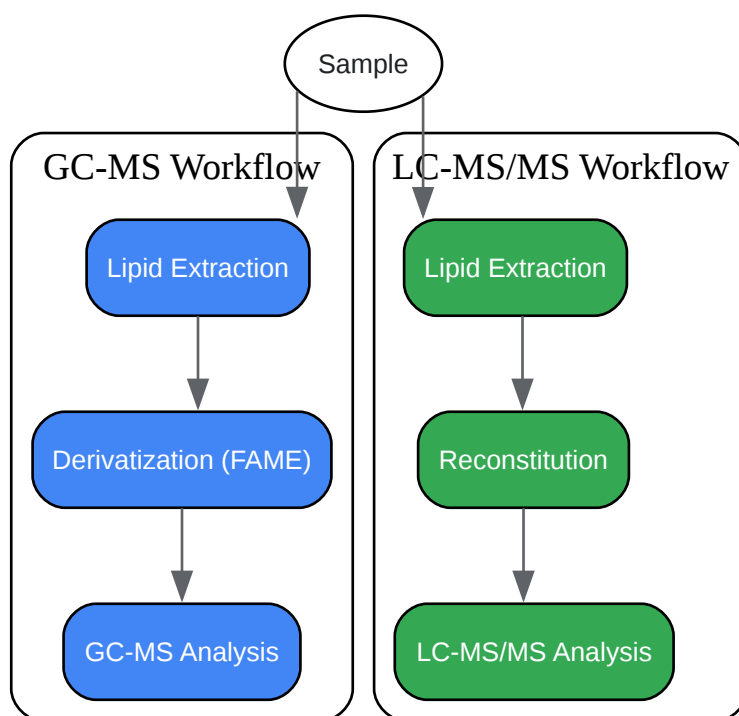 Sample
GC-MS Workflow
Lipid Extraction
Derivatization (FAME)
GC-MS Analysis
LC-MS/MS Workflow
Lipid Extraction
Reconstitution
LC-MS/MS Analysis